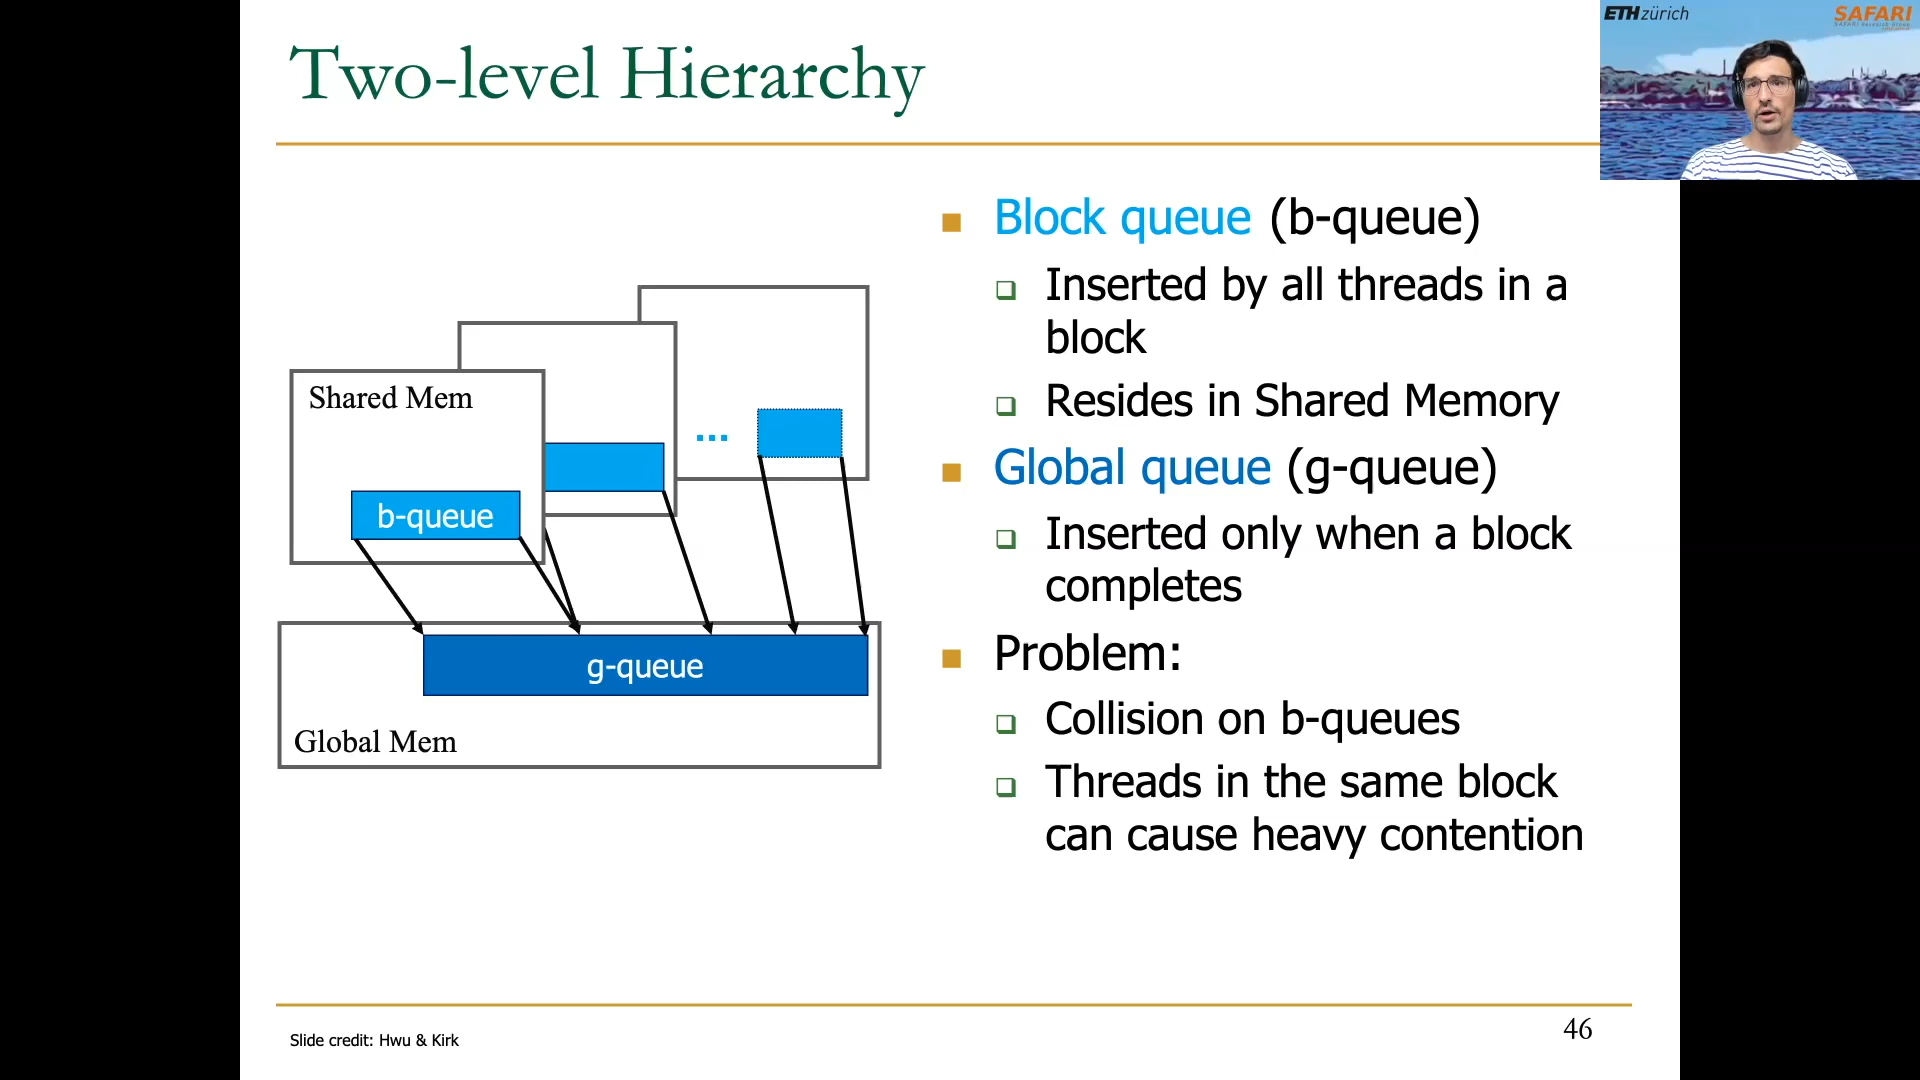 Two-level Hierarchy
ETH zürich
SAFARI
Block queue (b-queue)
Inserted by all threads in a
block
Resides in Shared Memory
Global queue (g-queue)
Inserted only when a block
completes
Problem:
Collision on b-queues
Threads in the same block
can cause heavy contention
Shared Mem
...
b-queue
g-queue
Global Mem
Slide credit: Hwu & Kirk
46